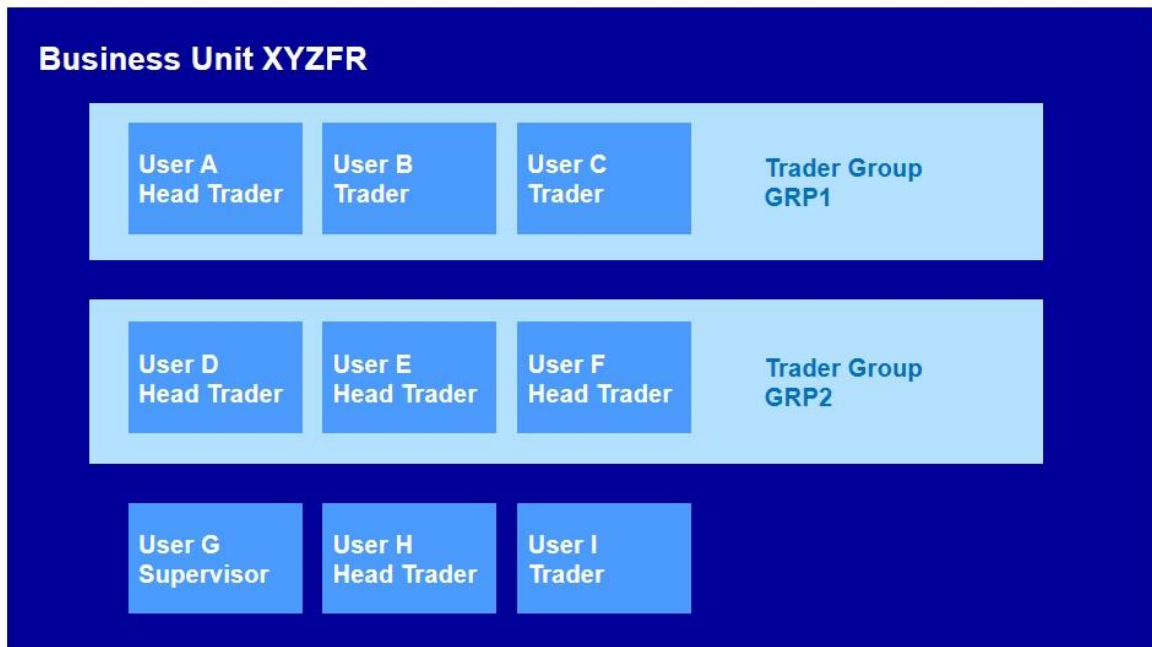 Business Unit XYZFR
User A
Head Trader
User B
Trader
User C
Trader
Trader Group
GRP1
User D
Head Trader
User E
Head Trader
User F
Head Trader
Trader Group
GRP2
User G
Supervisor
User H
Head Trader
User I
Trader